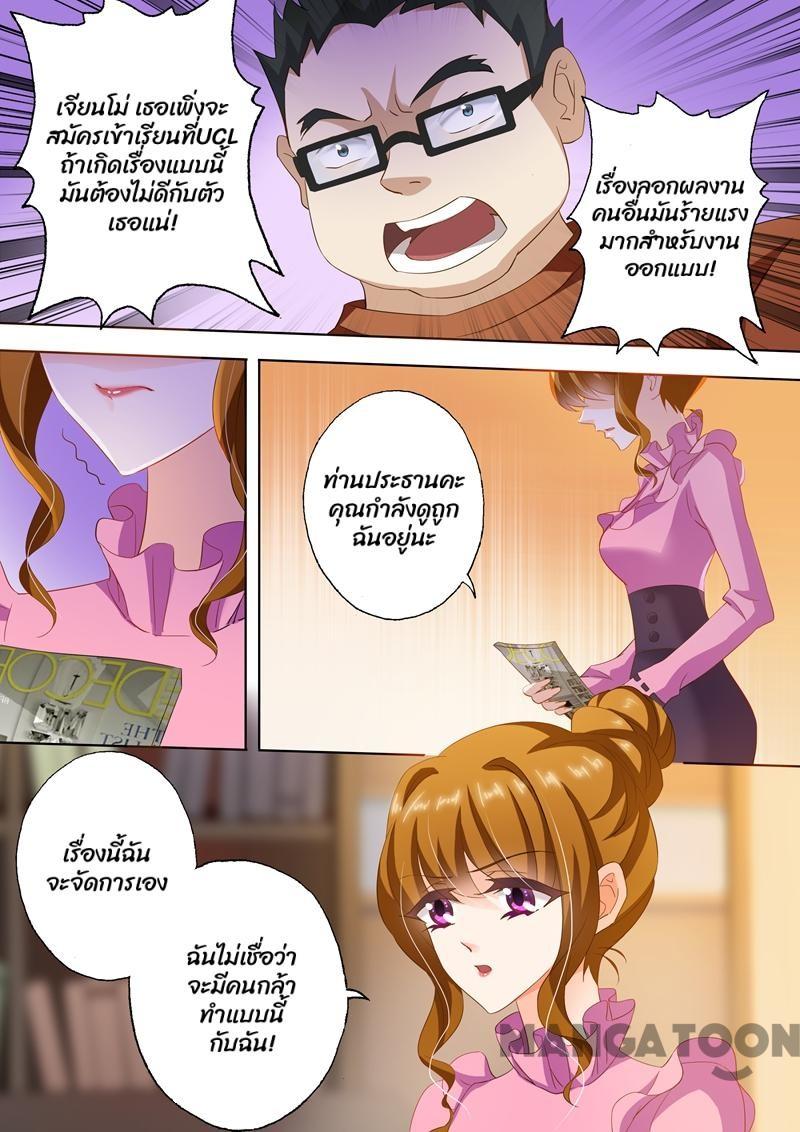 เจียนโม่ เธอเพิ่งจะ
สมัครเข้าเรียนที่UCL
ถ้าเกิดเรื่องแบบนี้
มันต้องไม่ดีกับตัว
เธอแน่!
เรื่องลอกผลงาน
คนอื่นมันร้ายแรง
มากสำหรับงาน
ออกแบบ!
ท่านประธานคะ
คุณกำลังดูถูก
ฉันอยู่นะ
DECO
THE
LIST
เรื่องนี้ฉัน
จะจัดการเอง
ฉันไม่เชื่อว่า
จะมีคนกล้า
ทำแบบนี้
กับฉัน!
MANGATOON